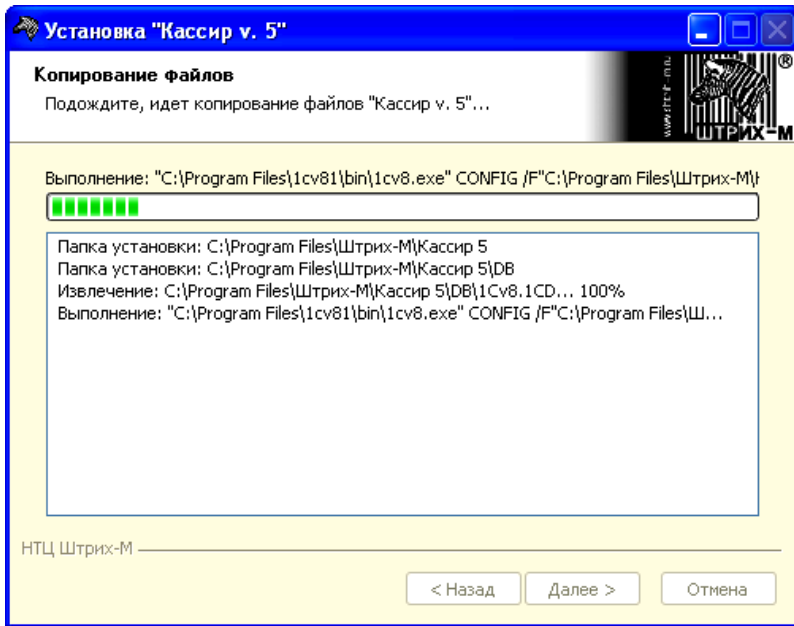 Установка "Кассир v. 5"
Копирование файлов
Подождите, идет копирование файлов "Кассир v. 5"...
www.shtrih-m.ru
®
ШТРИХ-М
Выполнение: "C:\Program Files\1cv81\bin\1cv8.exe" CONFIG /F"C:\Program Files\Штрих-М\
Папка установки: C:\Program Files\Штрих-М\Кассир 5
Папка установки: C:\Program Files\Штрих-М\Кассир 5\DB
Извлечение: C:\Program Files\Штрих-М\Кассир 5\DB\1Cv8.1CD... 100%
Выполнение: "C:\Program Files\1cv81\bin\1cv8.exe" CONFIG /F"C:\Program Files\Ш...
НТЦ Штрих-М
< Назад
Далее >
Отмена